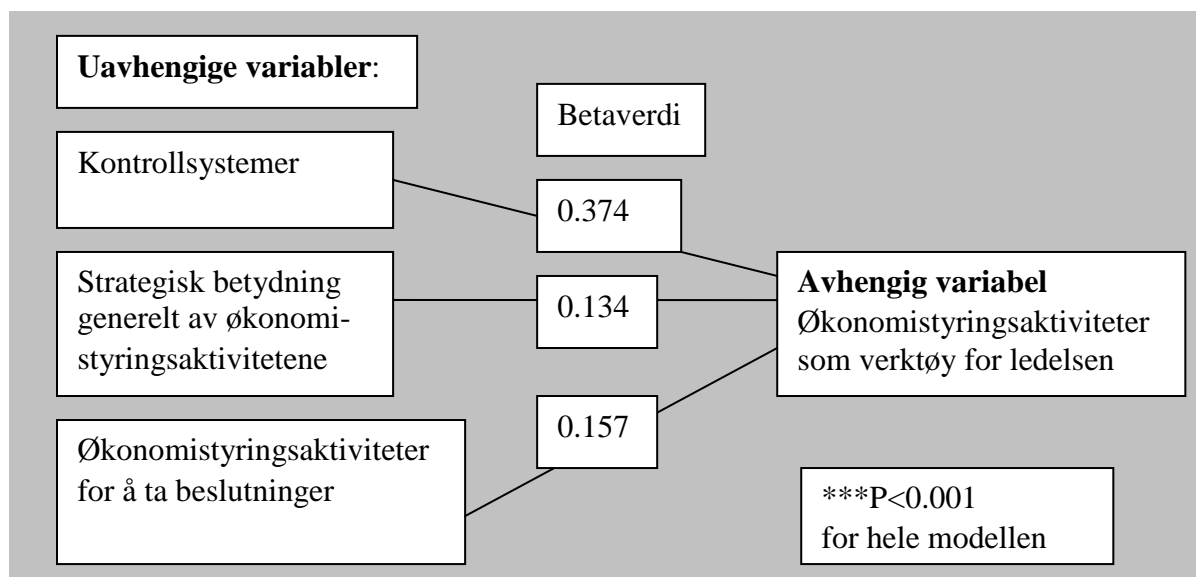 Uavhengige variabler:
Betaverdi
Kontrollsystemer
0.374
Strategisk betydning
generelt av økonomi-
styringsaktivitetene
0.134
Avhengig variabel
Økonomistyringsaktiviteter
som verktøy for ledelsen
Økonomistyringsaktiviteter
for å ta beslutninger
0.157
***P<0.001
for hele modellen